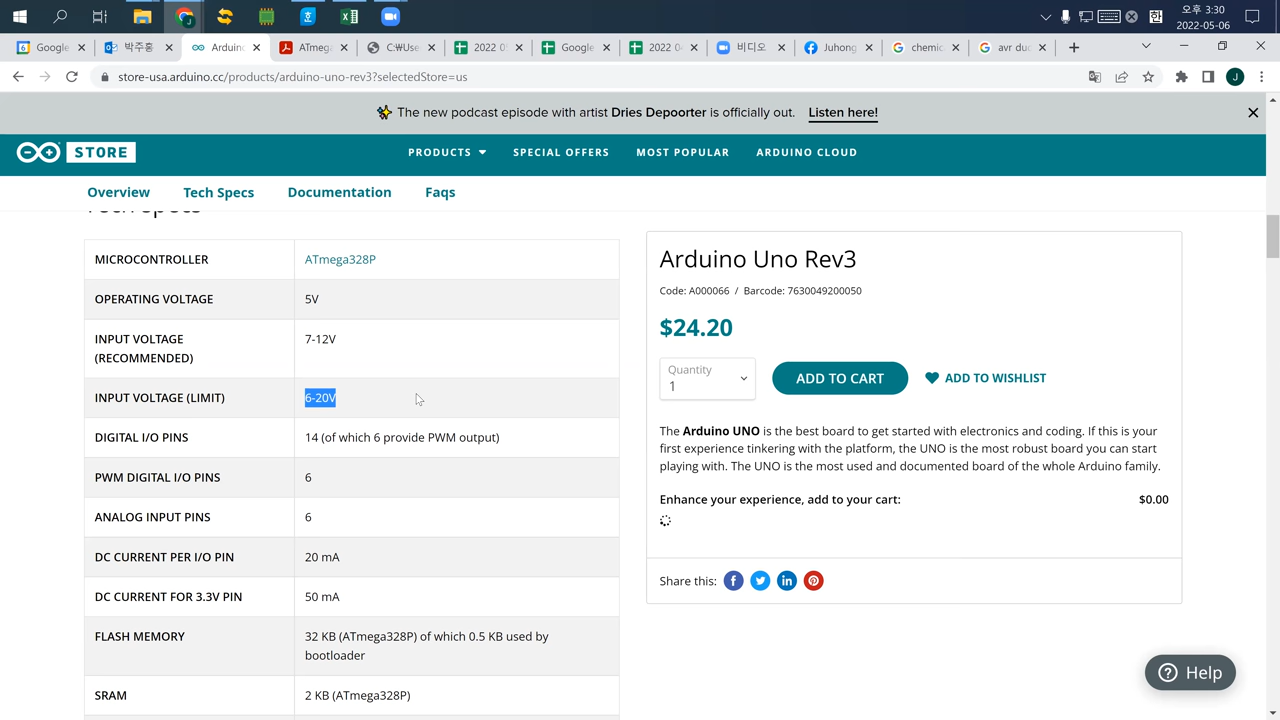 오후 3:30
한
2022-05-06
Google
박주홍
Arduin
ATmeg
C:₩Use
2022 0
Google
2022 0
비디오
Juhong
chemic
avr du
store-usa.arduino.cc/products/arduino-uno-rev3?selectedStore=us
J
The new podcast episode with artist Dries Depoorter is officially out. Listen here!
STORE
PRODUCTS
SPECIAL OFFERS
MOST POPULAR
ARDUINO CLOUD
Overview
Tech Specs
Documentation
Faqs
Tech Specs
MICROCONTROLLER
ATmega328P
OPERATING VOLTAGE
5V
INPUT VOLTAGE
(RECOMMENDED)
7-12V
INPUT VOLTAGE (LIMIT)
6-20V
DIGITAL I/O PINS
14 (of which 6 provide PWM output)
PWM DIGITAL I/O PINS
6
ANALOG INPUT PINS
6
DC CURRENT PER I/O PIN
20 mA
DC CURRENT FOR 3.3V PIN
50 mA
FLASH MEMORY
32 KB (ATmega328P) of which 0.5 KB used by
bootloader
SRAM
2 KB (ATmega328P)
Arduino Uno Rev3
Code: A000066 / Barcode: 7630049200050
$24.20
Quantity
1
ADD TO CART
ADD TO WISHLIST
The Arduino UNO is the best board to get started with electronics and coding. If this is your
first experience tinkering with the platform, the UNO is the most robust board you can start
playing with. The UNO is the most used and documented board of the whole Arduino family.
Enhance your experience, add to your cart:
$0.00
Share this:
Help